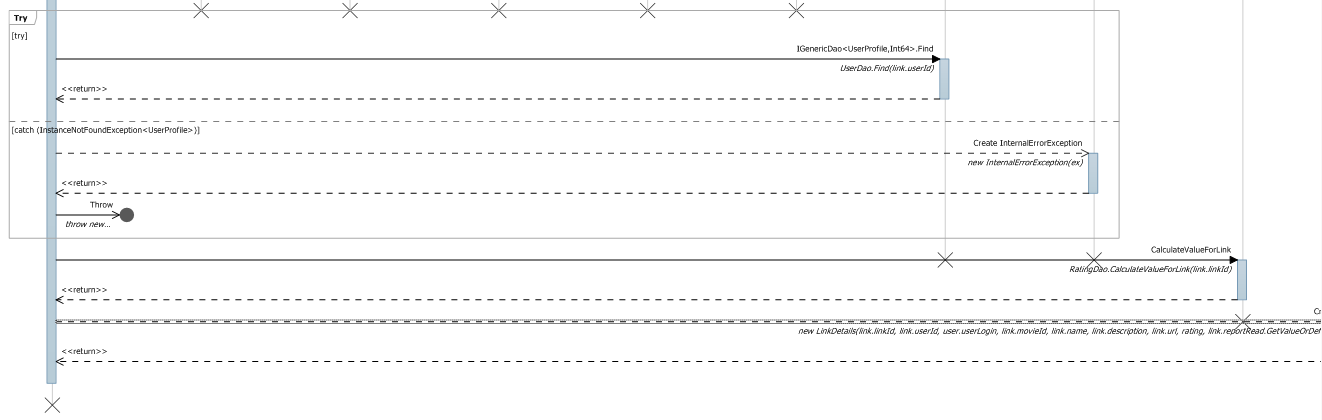 Try
[try]
IGenericDao<UserProfile,Int64>.Find
UserDao.Find(link.userId)
<<return>>
[catch (InstanceNotFoundException<UserProfile>)]
Create InternalErrorException
new InternalErrorException(ex)
<<return>>
Throw
throw new...
CalculateValueForLink
RatingDao.CalculateValueForLink(link.linkId)
<<return>>
new LinkDetails(link.linkId, link.userId, user.userLogin, link.movieId, link.name, link.description, link.url, rating, link.reportRead.GetValueOrDef
<<return>>